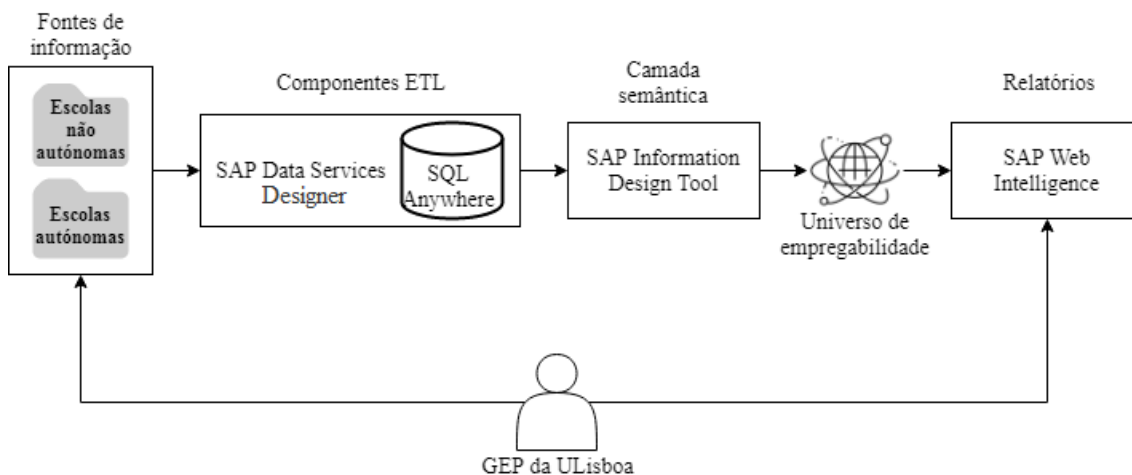 Fontes de
informação
Escolas
não
autónomas
Escolas
autónomas
Componentes ETL
SAP Data Services
Designer
SQL
Anywhere
Camada
semântica
SAP Information
Design Tool
Universo de
empregabilidade
Relatórios
SAP Web
Intelligence
GEP da ULisboa